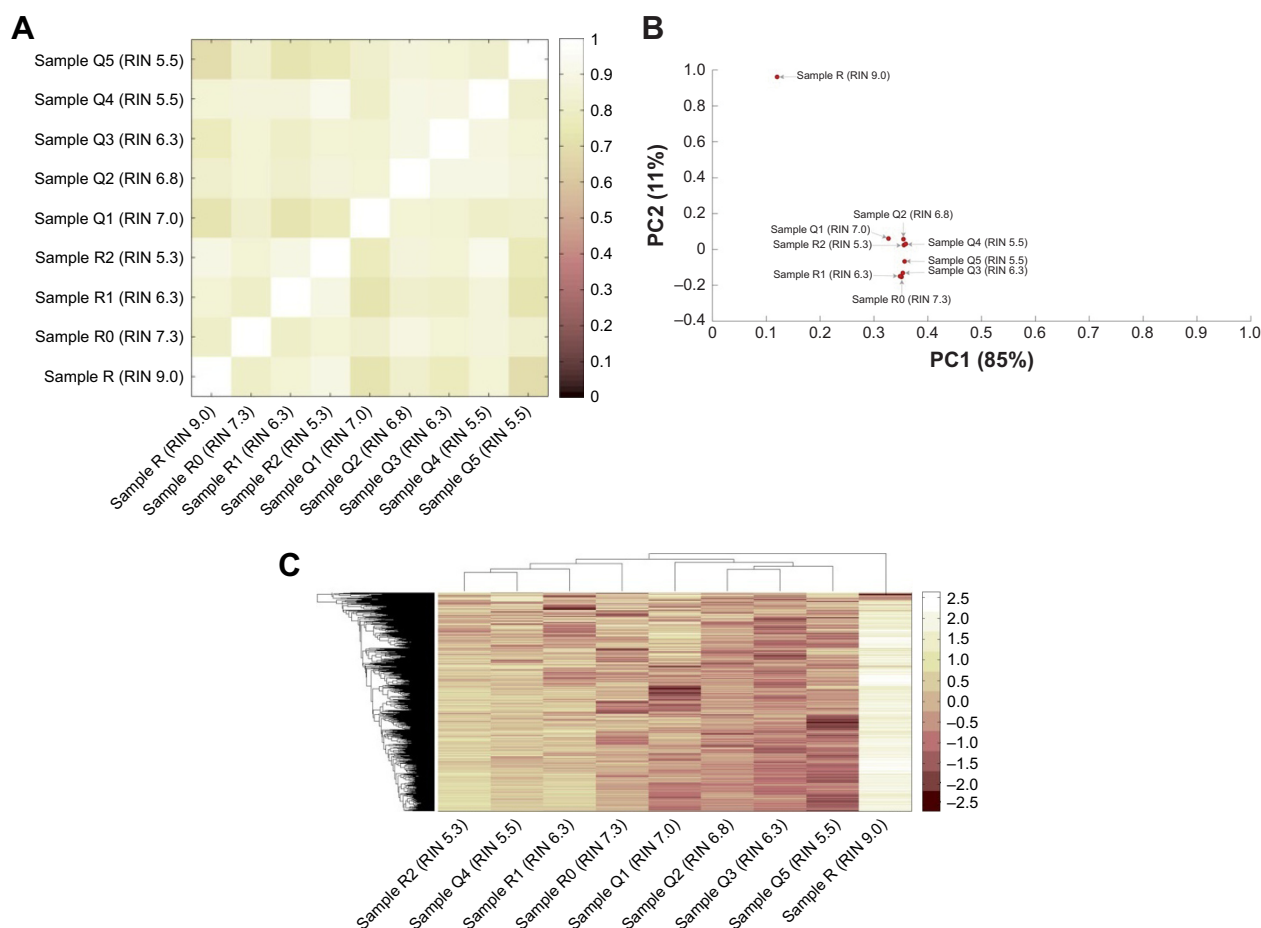 A
Sample Q5 (RIN 5.5)
Sample Q4 (RIN 5.5)
Sample Q3 (RIN 6.3)
Sample Q2 (RIN 6.8)
Sample Q1 (RIN 7.0)
Sample R2 (RIN 5.3)
Sample R1 (RIN 6.3)
Sample R0 (RIN 7.3)
Sample R (RIN 9.0)
Sample R (RIN 9.0)
Sample R0 (RIN 7.3)
Sample R1 (RIN 6.3)
Sample R2 (RIN 5.3)
Sample Q1 (RIN 7.0)
Sample Q2 (RIN 6.8)
Sample Q3 (RIN 6.3)
Sample Q4 (RIN 5.5)
Sample Q5 (RIN 5.5)
1
0.9
0.8
0.7
0.6
0.5
0.4
0.3
0.2
0.1
0
B
PC2 (11%)
1.0
0.8
0.6
0.4
0.2
0
–0.2
–0.4
Sample R (RIN 9.0)
Sample Q2 (RIN 6.8)
Sample Q1 (RIN 7.0)
Sample R2 (RIN 5.3)
Sample Q4 (RIN 5.5)
Sample Q5 (RIN 5.5)
Sample Q3 (RIN 6.3)
Sample R1 (RIN 6.3)
Sample R0 (RIN 7.3)
0 0.1 0.2 0.3 0.4 0.5 0.6 0.7 0.8 0.9 1.0
PC1 (85%)
C
2.5
2.0
1.5
1.0
0.5
0.0
–0.5
–1.0
–1.5
–2.0
–2.5
Sample R2 (RIN 5.3)
Sample Q4 (RIN 5.5)
Sample R1 (RIN 6.3)
Sample R0 (RIN 7.3)
Sample Q1 (RIN 7.0)
Sample Q2 (RIN 6.8)
Sample Q3 (RIN 6.3)
Sample Q5 (RIN 5.5)
Sample R (RIN 9.0)